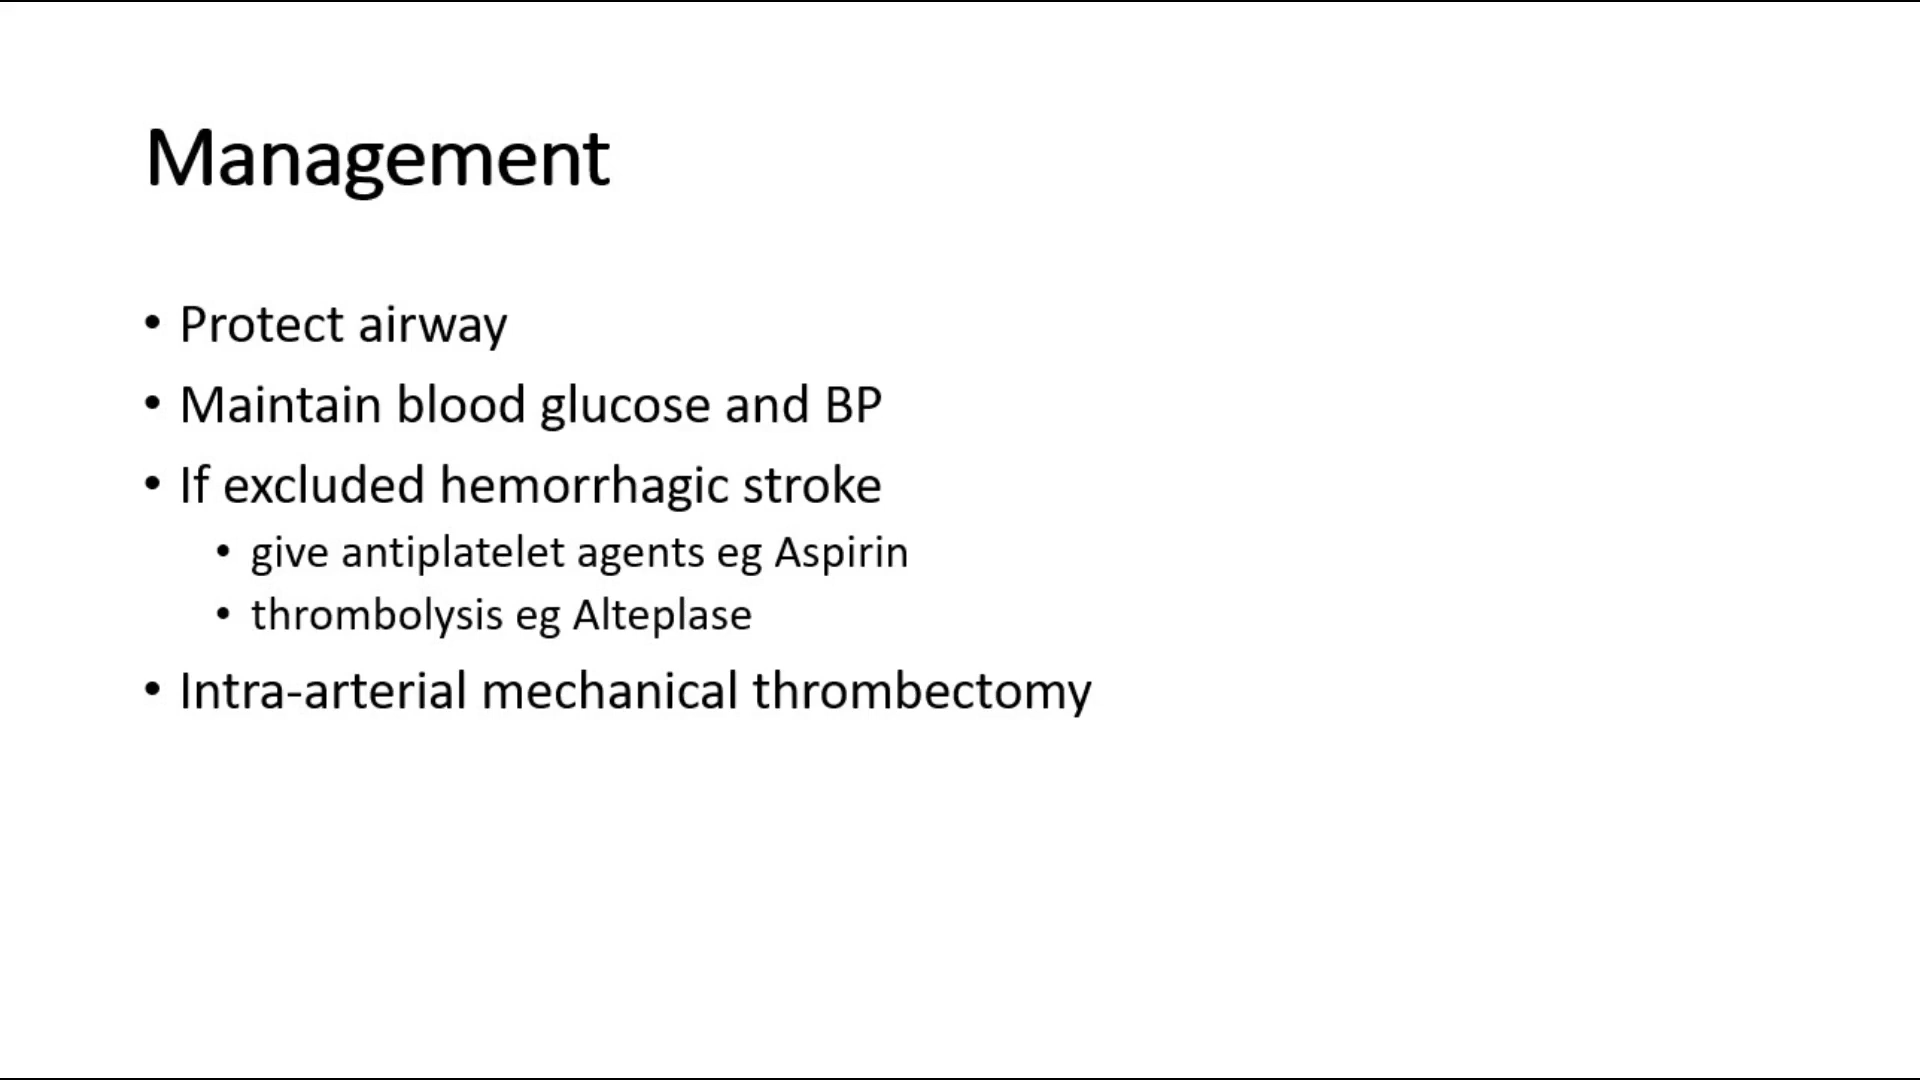 Management
• Protect airway
• Maintain blood glucose and BP
• If excluded hemorrhagic stroke
• give antiplatelet agents eg Aspirin
• thrombolysis eg Alteplase
• Intra-arterial mechanical thrombectomy